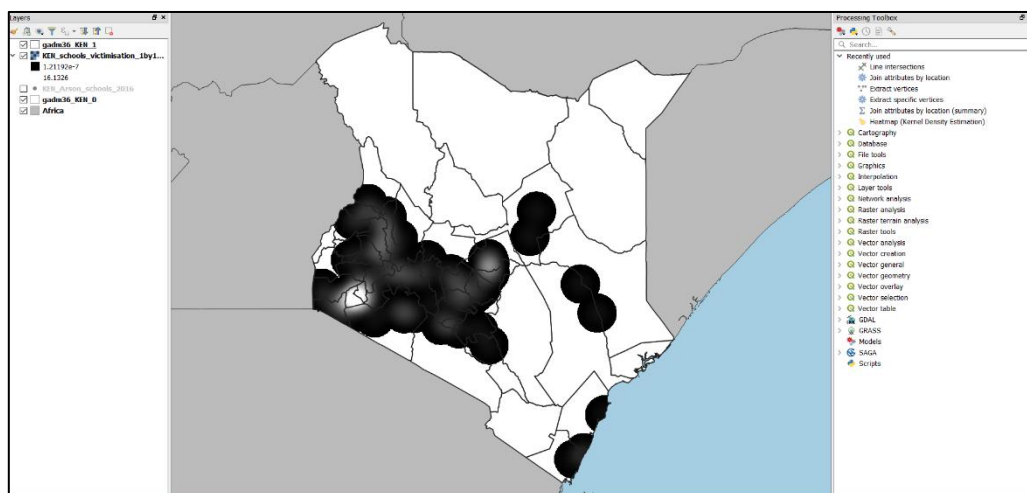 Layers
gadm36_KEN_1
KEN_schools_victimisation_1by1...
1.21192e-7
16.1326
KEN_Arson_schools_2016
gadm36_KEN_0
Africa
Processing Toolbox
Search...
Recently used
Line intersections
Join attributes by location
Extract vertices
Extract specific vertices
Join attributes by location (summary)
Heatmap (Kernel Density Estimation)
Cartography
Database
File tools
Graphics
Interpolation
Layer tools
Network analysis
Raster analysis
Raster terrain analysis
Raster tools
Vector analysis
Vector creation
Vector general
Vector geometry
Vector overlay
Vector selection
Vector table
GDAL
GRASS
Models
SAGA
Scripts